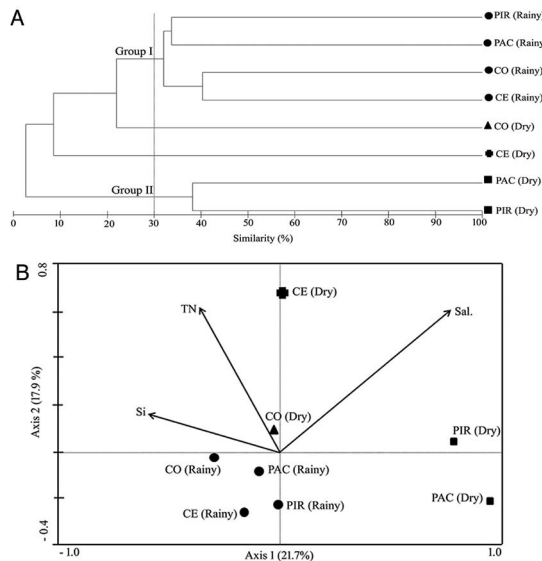 A
PIR (Rainy)
Group I
PAC (Rainy)
CO (Rainy)
CE (Rainy)
CO (Dry)
CE (Dry)
Group II
PAC (Dry)
PIR (Dry)
0 10 20 30 40 50 60 70 80 90 100
Similarity (%)
B
0.8
CE (Dry)
TN
Sal.
Si
CO (Dry)
PIR (Dry)
CO (Rainy)
PAC (Rainy)
PAC (Dry)
CE (Rainy)
PIR (Rainy)
Axis 2 (17.9 %)
-0.4
-1.0
Axis 1 (21.7%)
1.0